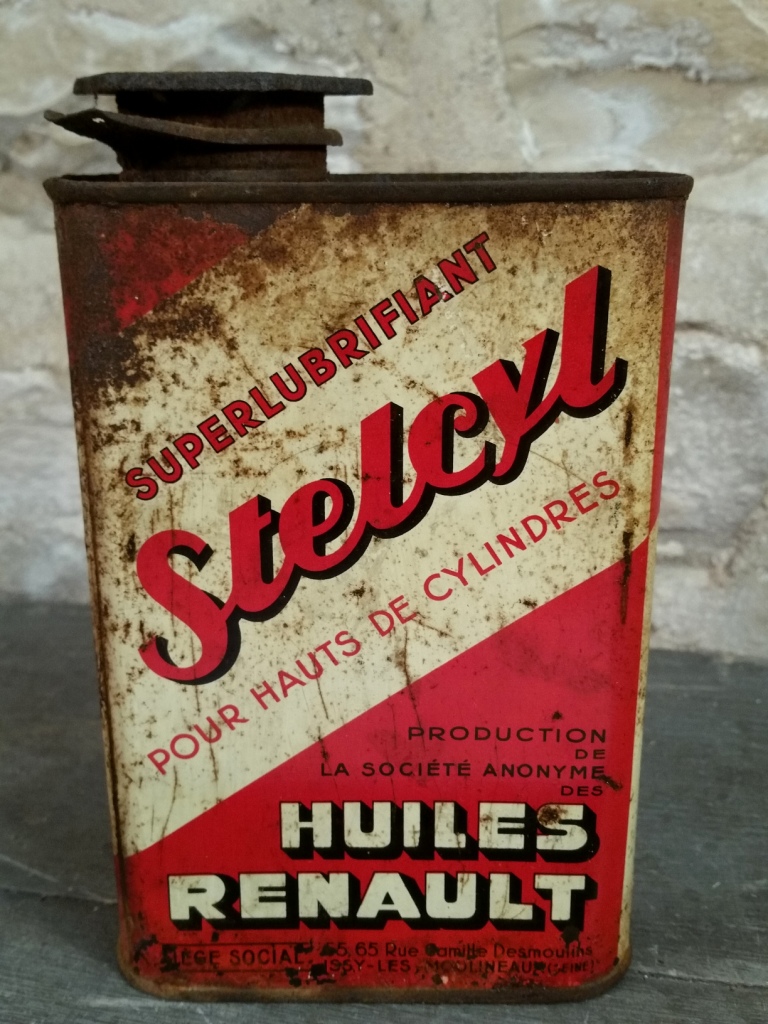 SUPERLUBRIFIANT
Stelcyl
POUR HAUTS DE CYLINDRES
PRODUCTION
DE
LA SOCIÉTÉ ANONYME
DES
HUILES
RENAULT
SIÈGE SOCIAL 65 Rue Camille Desmoulins
ISSY-LES-MOULINEAUX (SEINE)